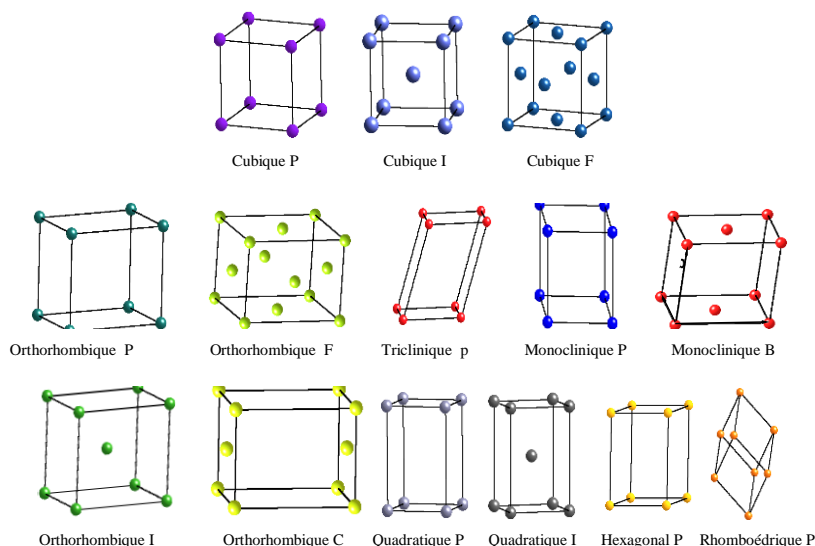 Cubique P Cubique I Cubique F
Orthorhombique P Orthorhombique F Triclinique p Monoclinique P Monoclinique B
Orthorhombique I Orthorhombique C Quadratique P Quadratique I Hexagonal P Rhomboédrique P